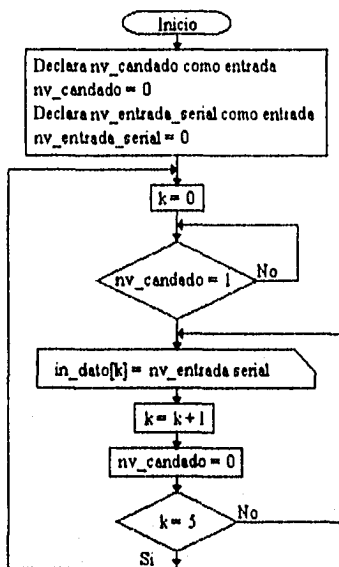 Inicio
Declara nv_candado como entrada
nv_candado = 0
Declara nv_entrada_serial como entrada
nv_entrada_serial = 0
k = 0
nv_candado = 1
No
in_dato[k] = nv_entrada serial
k = k + 1
nv_candado = 0
k = 5
No
Si